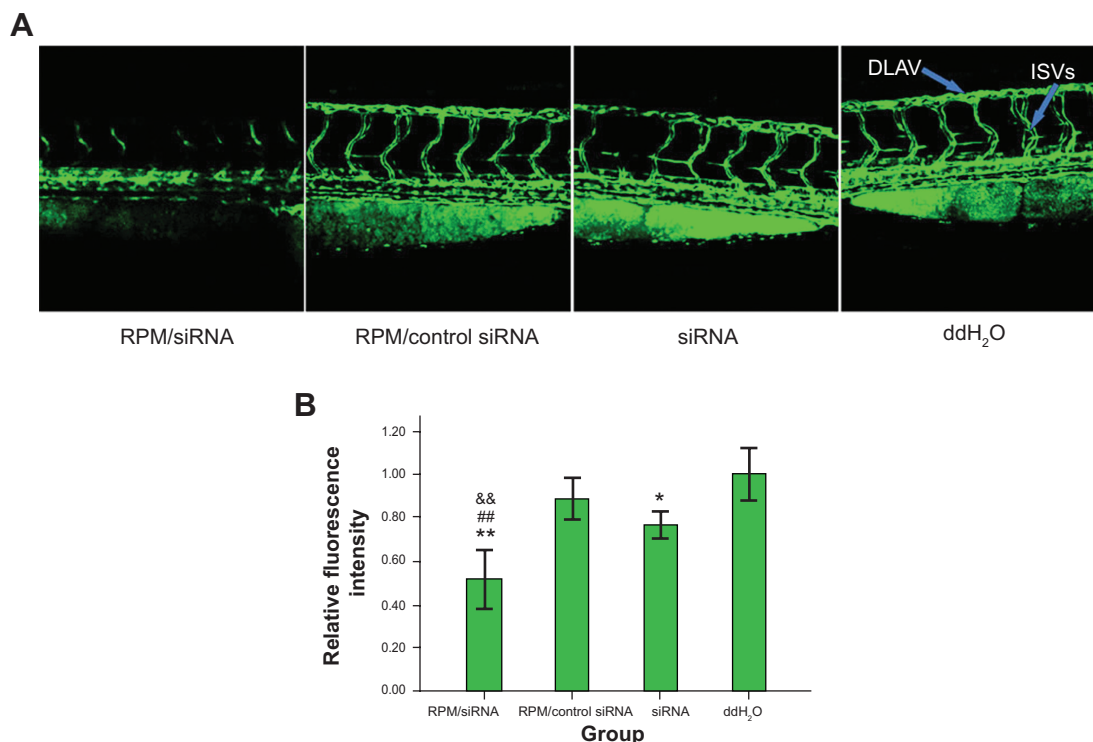 A
DLAV
ISVs
RPM/siRNA
RPM/control siRNA
siRNA
ddH₂O
B
Relative fluorescence
intensity
1.20
1.00
0.80
0.60
0.40
0.20
0.00
&&
##
**
*
RPM/siRNA
RPM/control siRNA
siRNA
ddH₂O
Group